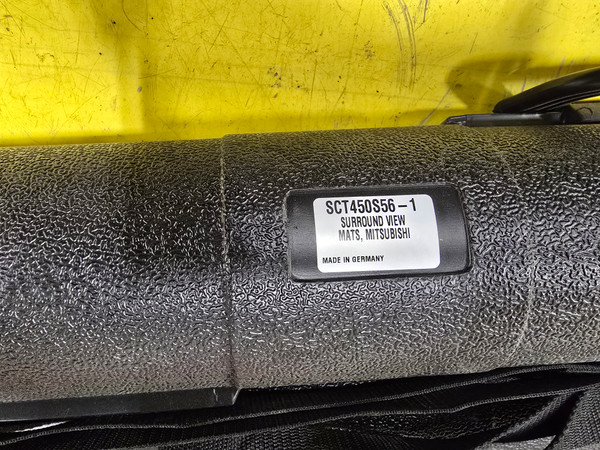 SCT450S56-1
SURROUND VIEW
MATS, MITSUBISHI
MADE IN GERMANY